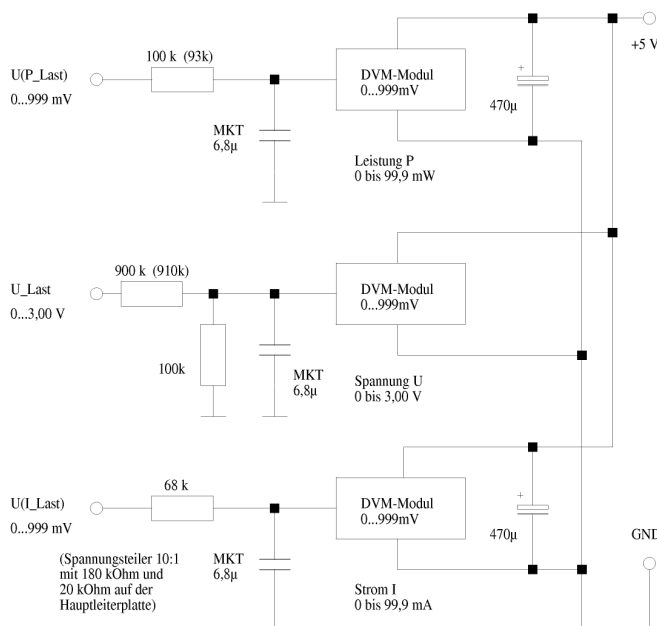 +5 V
100 k (93k)
U(P_Last)
0...999 mV
DVM-Modul
0...999mV
+
470µ
MKT
6,8µ
Leistung P
0 bis 99,9 mW
900 k (910k)
U_Last
0...3,00 V
DVM-Modul
0...999mV
100k
MKT
6,8µ
Spannung U
0 bis 3,00 V
68 k
U(I_Last)
0...999 mV
DVM-Modul
0...999mV
+
470µ
GND
(Spannungsteiler 10:1
mit 180 kOhm und
20 kOhm auf der
Hauptleiterplatte)
MKT
6,8µ
Strom I
0 bis 99,9 mA